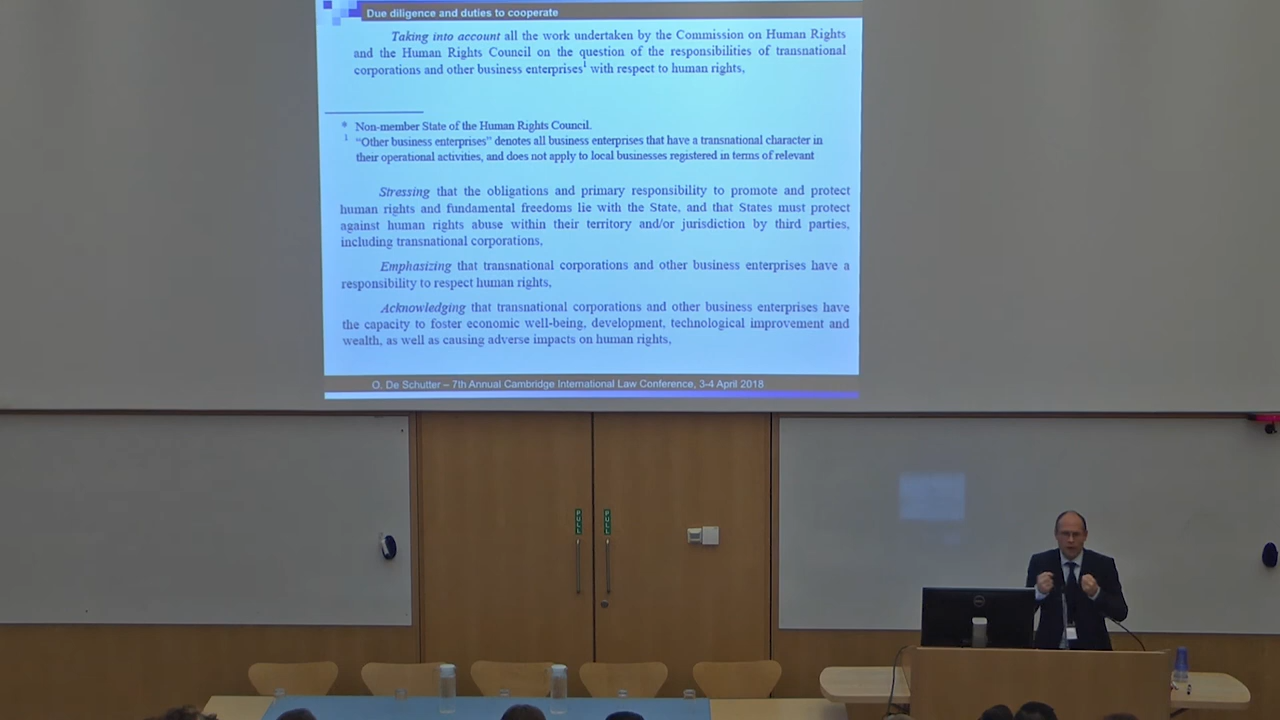 Due diligence and duties to cooperate
Taking into account all the work undertaken by the Commission on Human Rights
and the Human Rights Council on the question of the responsibilities of transnational
corporations and other business enterprises¹ with respect to human rights,
* Non-member State of the Human Rights Council.
1 “Other business enterprises” denotes all business enterprises that have a transnational character in
their operational activities, and does not apply to local businesses registered in terms of relevant
Stressing that the obligations and primary responsibility to promote and protect
human rights and fundamental freedoms lie with the State, and that States must protect
against human rights abuse within their territory and/or jurisdiction by third parties,
including transnational corporations,
Emphasizing that transnational corporations and other business enterprises have a
responsibility to respect human rights,
Acknowledging that transnational corporations and other business enterprises have
the capacity to foster economic well-being, development, technological improvement and
wealth, as well as causing adverse impacts on human rights,
O. De Schutter – 7th Annual Cambridge International Law Conference, 3-4 April 2018
PULL
PULL